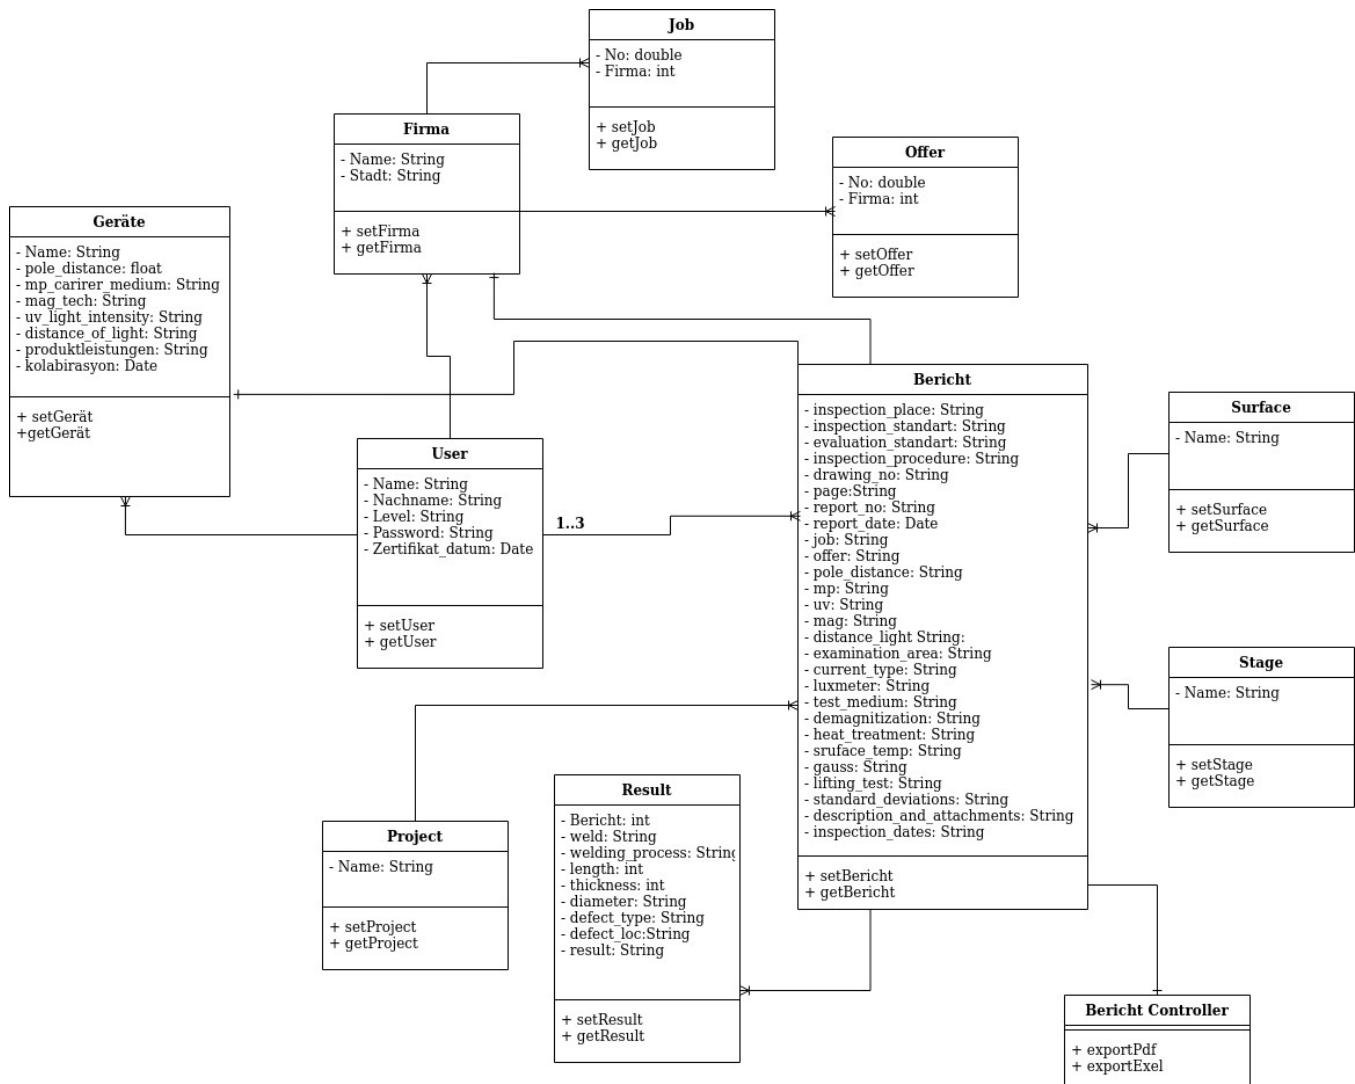 Job
- No: double
- Firma: int
+ setJob
+ getJob
Firma
- Name: String
- Stadt: String
+ setFirma
+ getFirma
Offer
- No: double
- Firma: int
+ setOffer
+ getOffer
Geräte
- Name: String
- pole_distance: float
- mp_carirer_medium: String
- mag_tech: String
- uv_light_intensity: String
- distance_of_light: String
- produktleistungen: String
- kolabirasyon: Date
+ setGerät
+getGerät
User
- Name: String
- Nachname: String
- Level: String
- Password: String
- Zertifikat_datum: Date
+ setUser
+ getUser
1..3
Bericht
- inspection_place: String
- inspection_standart: String
- evaluation_standart: String
- inspection_procedure: String
- drawing_no: String
- page:String
- report_no: String
- report_date: Date
- job: String
- offer: String
- pole_distance: String
- mp: String
- uv: String
- mag: String
- distance_light String:
- examination_area: String
- current_type: String
- luxmeter: String
- test_medium: String
- demagnitization: String
- heat_treatment: String
- sruface_temp: String
- gauss: String
- lifting_test: String
- standard_deviations: String
- description_and_attachments: String
- inspection_dates: String
+ setBericht
+ getBericht
Surface
- Name: String
+ setSurface
+ getSurface
Stage
- Name: String
+ setStage
+ getStage
Project
- Name: String
+ setProject
+ getProject
Result
- Bericht: int
- weld: String
- welding_process: String
- length: int
- thickness: int
- diameter: String
- defect_type: String
- defect_loc:String
- result: String
+ setResult
+ getResult
Bericht Controller
+ exportPdf
+ exportExel